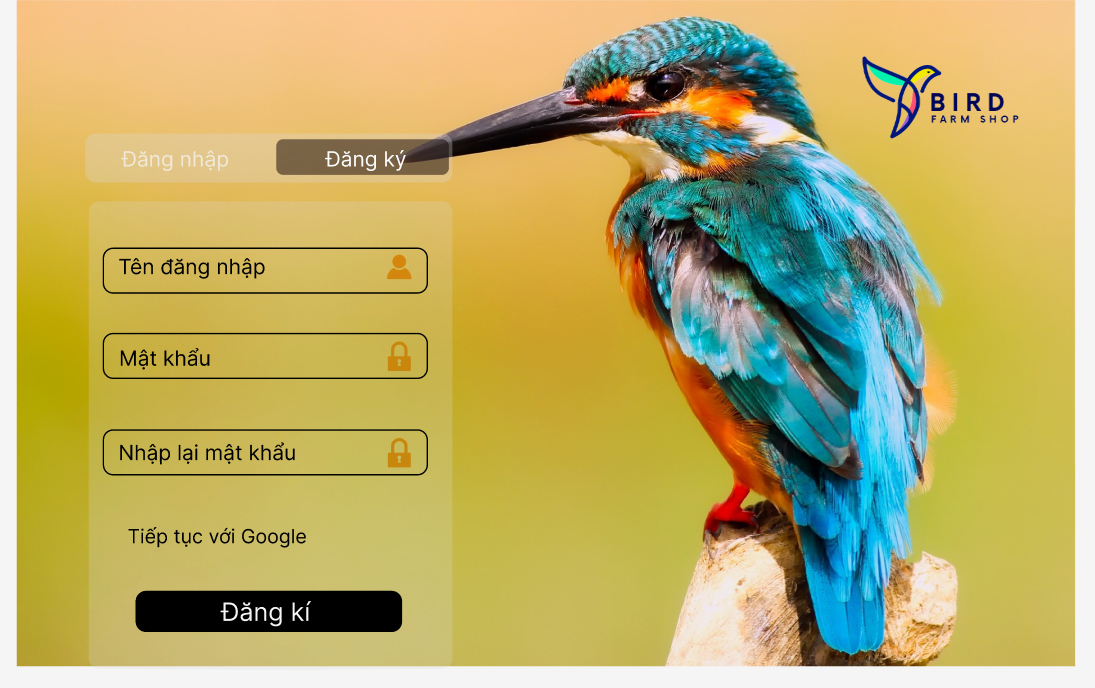 BIRD
FARM SHOP
Đăng nhập
Đăng ký
Tên đăng nhập
Mật khẩu
Nhập lại mật khẩu
Tiếp tục với Google
Đăng kí